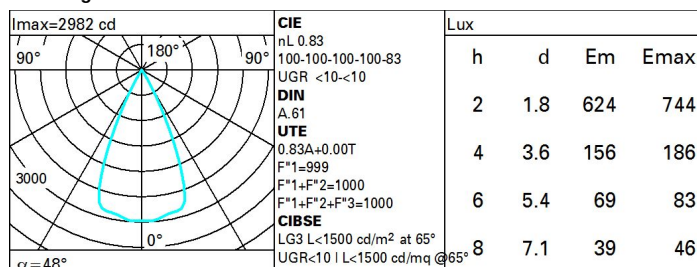 Imax=2982 cd
90° 180° 90°
3000
0°
α=48°
CIE
nL 0.83
100-100-100-100-83
UGR <10-<10
DIN
A.61
UTE
0.83A+0.00T
F"1=999
F"1+F"2=1000
F"1+F"2+F"3=1000
CIBSE
LG3 L<1500 cd/m² at 65°
UGR<10 | L<1500 cd/mq @65°
Lux
h d Em Emax
2 1.8 624 744
4 3.6 156 186
6 5.4 69 83
8 7.1 39 46